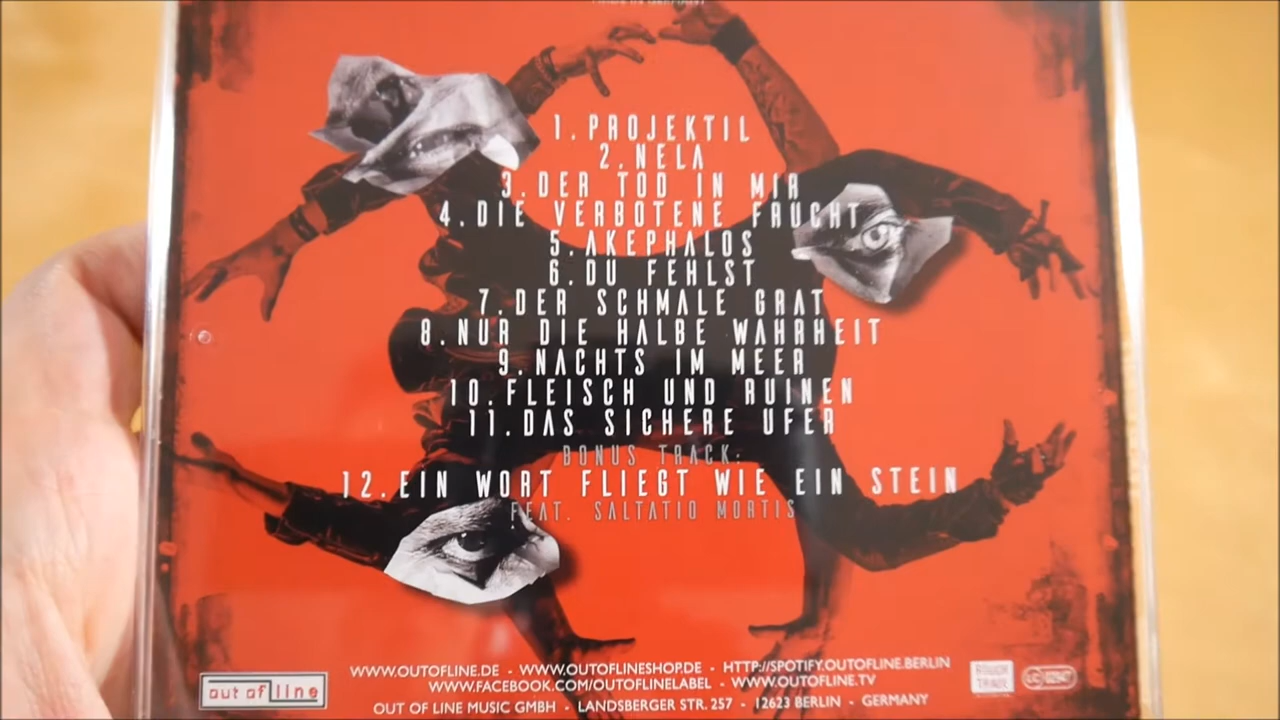 1. PROJEKTIL
2. NELA
3. DER TOD IN MIR
4. DIE VERBOTENE FRUCHT
5. AKEPHALOS
6. DU FEHLST
7. DER SCHMALE GRAT
8. NUR DIE HALBE WAHRHEIT
9. NACHTS IM MEER
10. FLEISCH UND RUINEN
11. DAS SICHERE UFER
BONUS TRACK:
12. EIN WORT FLIEGT WIE EIN STEIN
FEAT. SALTATIO MORTIS
WWW.OUTOFLINE.DE - WWW.OUTOFLINESHOP.DE - HTTP://SPOTIFY.OUTOFLINE.BERLIN
WWW.FACEBOOK.COM/OUTOFLINELABEL - WWW.OUTOFLINE.TV
OUT OF LINE MUSIC GMBH - LANDSBERGER STR. 257 - 12623 BERLIN - GERMANY
out of line
ROUGH
TRADE
LC 02947